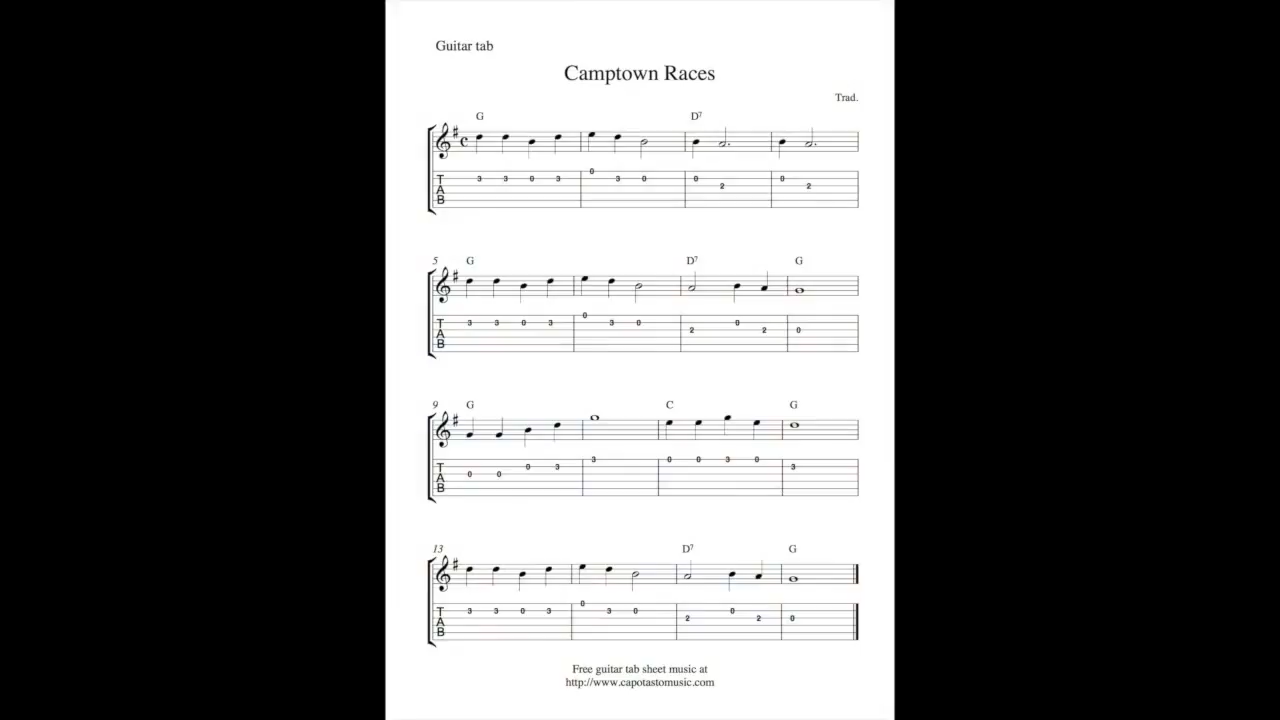 Guitar tab
Camptown Races
Trad.
G D7
T 3 3 0 3 0 3 0 0 2 0 2
A
B
5 G D7 G
T 3 3 0 3 0 3 0 2 0 2 0
A
B
9 G C G
T 0 0 0 3 3 0 0 3 0 3
A
B
13 D7 G
T 3 3 0 3 0 3 0 2 0 2 0
A
B
Free guitar tab sheet music at
http://www.capotastomusic.com